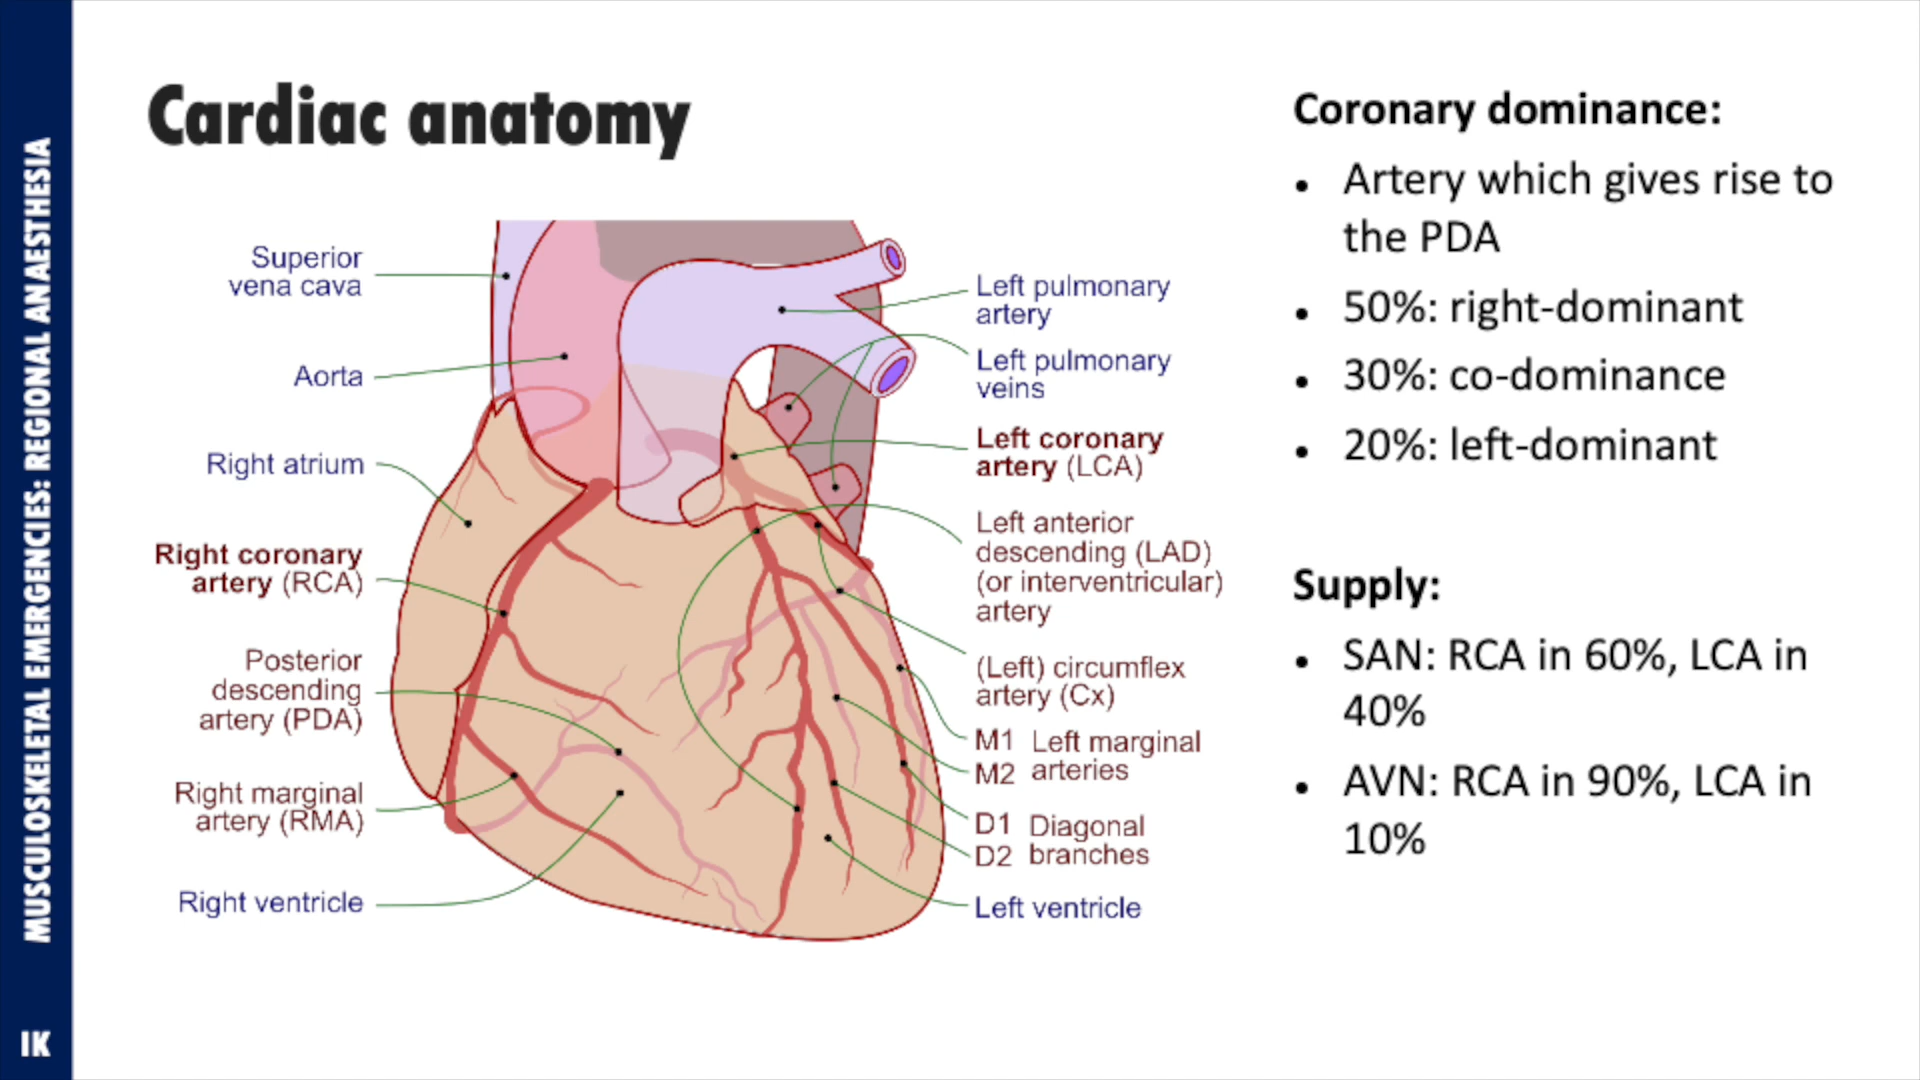 MUSCULOSKELETAL EMERGENCIES: REGIONAL ANAESTHESIA
IK
Cardiac anatomy
Superior
vena cava
Aorta
Right atrium
Right coronary
artery (RCA)
Posterior
descending
artery (PDA)
Right marginal
artery (RMA)
Right ventricle
Left pulmonary
artery
Left pulmonary
veins
Left coronary
artery (LCA)
Left anterior
descending (LAD)
(or interventricular)
artery
(Left) circumflex
artery (Cx)
M1 Left marginal
M2 arteries
D1 Diagonal
D2 branches
Left ventricle
Coronary dominance:
• Artery which gives rise to
the PDA
• 50%: right-dominant
• 30%: co-dominance
• 20%: left-dominant
Supply:
• SAN: RCA in 60%, LCA in
40%
• AVN: RCA in 90%, LCA in
10%